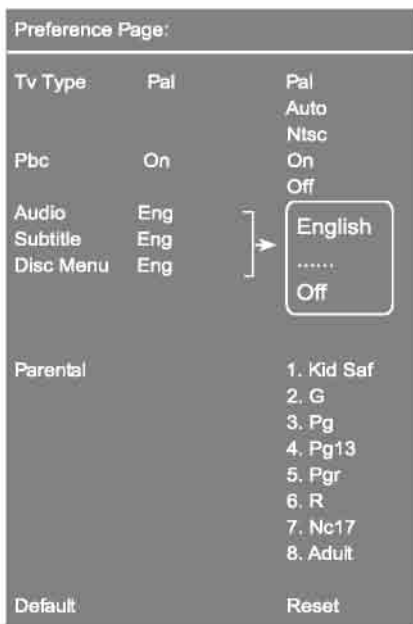 Preference Page:
Tv Type Pal Pal
Auto
Ntsc
Pbc On On
Off
Audio Eng
Subtitle Eng
Disc Menu Eng
English
......
Off
Parental 1. Kid Saf
2. G
3. Pg
4. Pg13
5. Pgr
6. R
7. Nc17
8. Adult
Default Reset